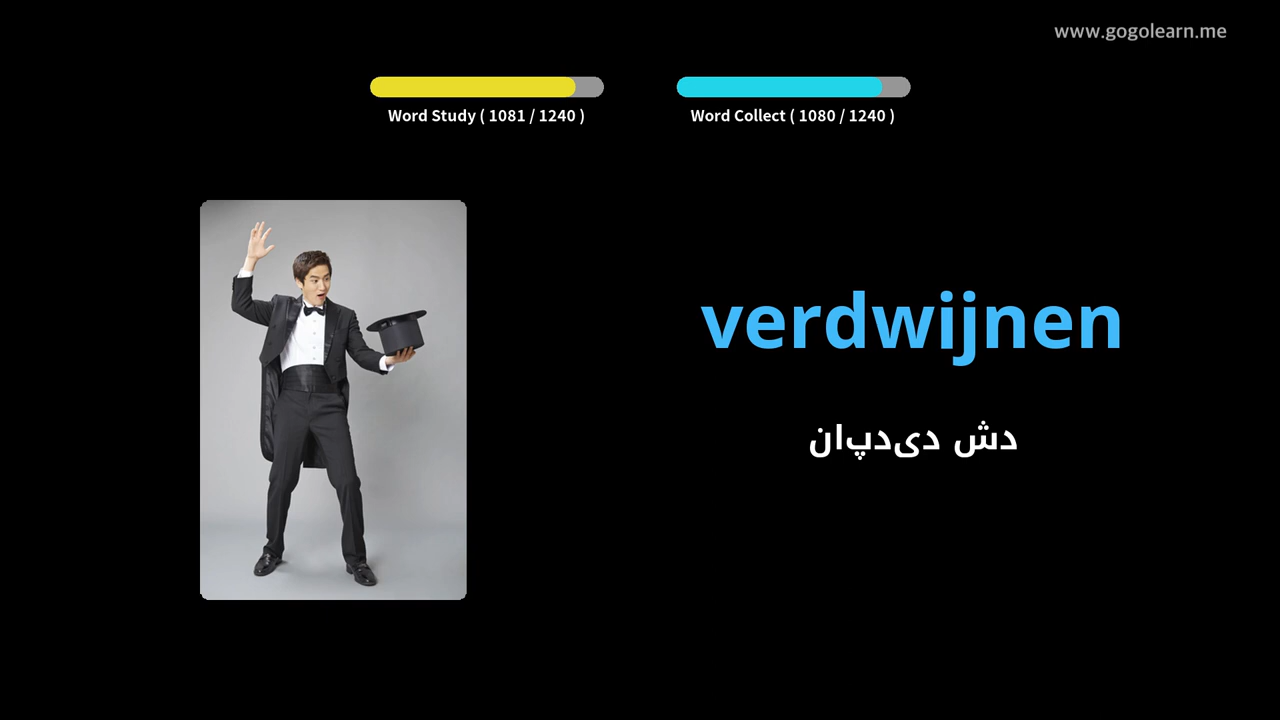 www.gogolearn.me
Word Study ( 1081 / 1240 )
Word Collect ( 1080 / 1240 )
verdwijnen
دش دیدپان